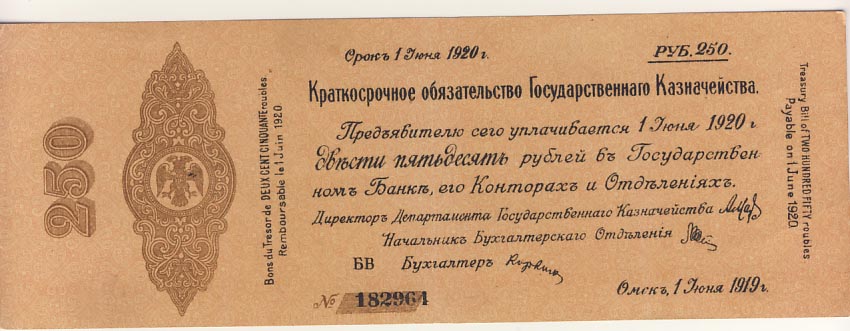 250
Bons du Tresor de DEUX CENT CINQUANTE roubles
Remboursable le 1 Juin 1920
Срокъ 1 Июня 1920 г.
РУБ. 250.
Краткосрочное обязательство Государственнаго Казначейства.
Предъявителю сего уплачивается 1 Июня 1920 г
двѣсти пятьдесятъ рублей въ Государствен
номъ Банкѣ, его Конторахъ и Отдѣленіяхъ.
Директоръ Департамента Государственнаго Казначейства
Начальникъ Бухгалтерскаго Отдѣленія
БВ Бухгалтеръ
№ 182964
Омскъ, 1 Июня 1919 г.
Treasury Bill of TWO HUNDRED FIFTY roubles
Payable on 1 June 1920.